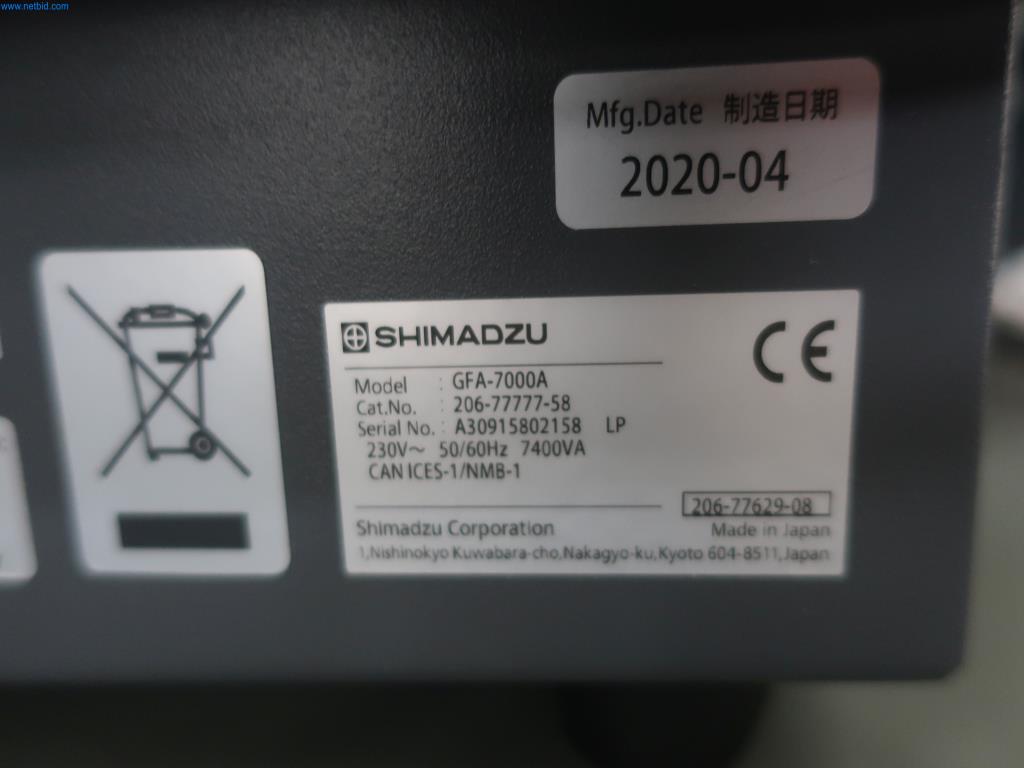 www.netbid.com
Mfg.Date 制造日期
2020-04
SHIMADZU
CE
Model : GFA-7000A
Cat.No. : 206-77777-58
Serial No. : A30915802158 LP
230V～ 50/60Hz 7400VA
CAN ICES-1/NMB-1
206-77629-08
Shimadzu Corporation
Made in Japan
1,Nishinokyo Kuwabara-cho,Nakagyo-ku,Kyoto 604-8511,Japan